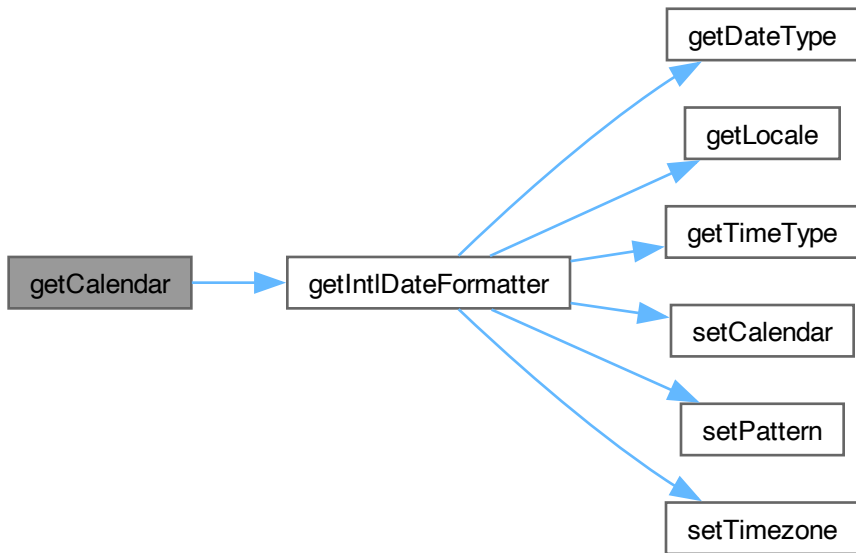 getDateType
getLocale
getTimeType
getCalendar
getIntlDateFormatter
setCalendar
setPattern
setTimezone